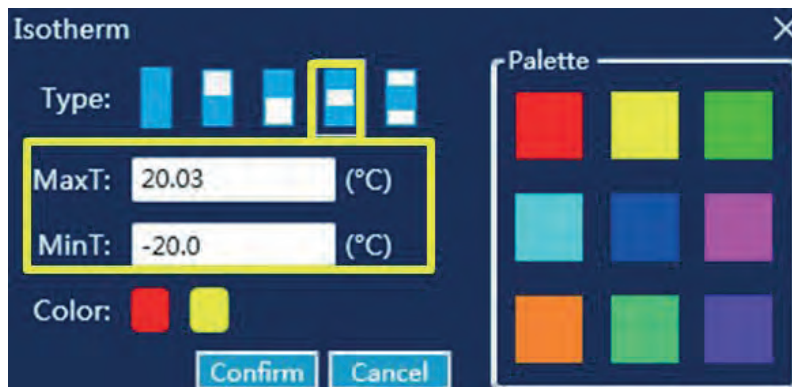 Isotherm
Palette
Type:
MaxT: 20.03 (°C)
MinT: -20.0 (°C)
Color:
Confirm Cancel